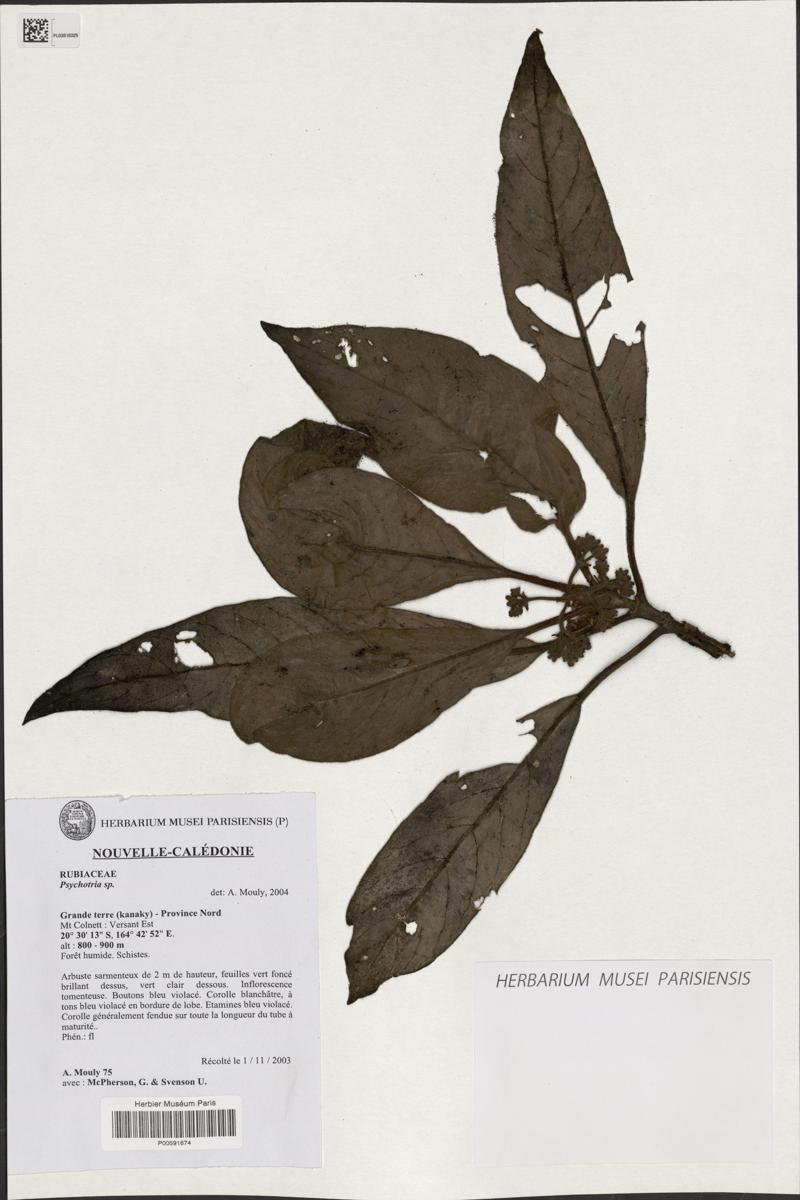 PL03510325
HERBARIUM MUSEI PARISIENSIS (P)
NOUVELLE-CALÉDONIE
RUBIACEAE
Psychotria sp.
det: A. Mouly, 2004
Grande terre (kanaky) - Province Nord
Mt Colnett : Versant Est
20° 30' 13" S, 164° 42' 52" E.
alt : 800 - 900 m
Forêt humide. Schistes.
Arbuste sarmenteux de 2 m de hauteur, feuilles vert foncé
brillant dessus, vert clair dessous. Inflorescence
tomenteuse. Boutons bleu violacé. Corolle blanchâtre, à
tons bleu violacé en bordure de lobe. Etamines bleu violacé.
Corolle généralement fendue sur toute la longueur du tube à
maturité..
Phén.: fl
Récolté le 1 / 11 / 2003
A. Mouly 75
avec : McPherson, G. & Svenson U.
Herbier Muséum Paris
P00591674
HERBARIUM MUSEI PARISIENSIS